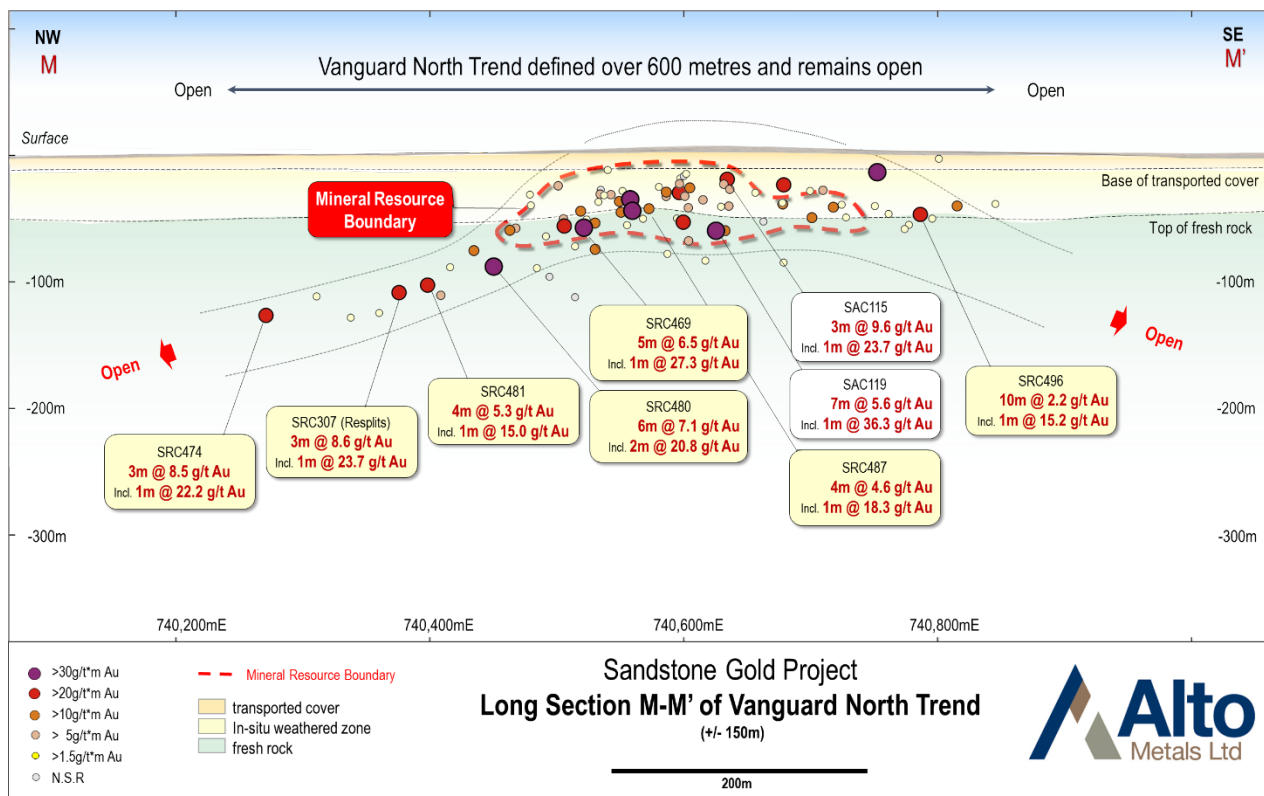 NW
M
SE
M'
Vanguard North Trend defined over 600 metres and remains open
Open
Open
Surface
Base of transported cover
Mineral Resource
Boundary
Top of fresh rock
-100m
-100m
Open
Open
SRC469
5m @ 6.5 g/t Au
Incl. 1m @ 27.3 g/t Au
SAC115
3m @ 9.6 g/t Au
Incl. 1m @ 23.7 g/t Au
SRC481
4m @ 5.3 g/t Au
Incl. 1m @ 15.0 g/t Au
SRC480
6m @ 7.1 g/t Au
Incl. 2m @ 20.8 g/t Au
SAC119
7m @ 5.6 g/t Au
Incl. 1m @ 36.3 g/t Au
SRC496
10m @ 2.2 g/t Au
Incl. 1m @ 15.2 g/t Au
-200m
-200m
SRC307 (Resplits)
3m @ 8.6 g/t Au
Incl. 1m @ 23.7 g/t Au
SRC474
3m @ 8.5 g/t Au
Incl. 1m @ 22.2 g/t Au
SRC487
4m @ 4.6 g/t Au
Incl. 1m @ 18.3 g/t Au
-300m
-300m
740,200mE
740,400mE
740,600mE
740,800mE
>30g/t*m Au
>20g/t*m Au
>10g/t*m Au
> 5g/t*m Au
>1.5g/t*m Au
N.S.R
Mineral Resource Boundary
transported cover
In-situ weathered zone
fresh rock
Sandstone Gold Project
Long Section M-M' of Vanguard North Trend
(+/- 150m)
200m
Alto
Metals Ltd